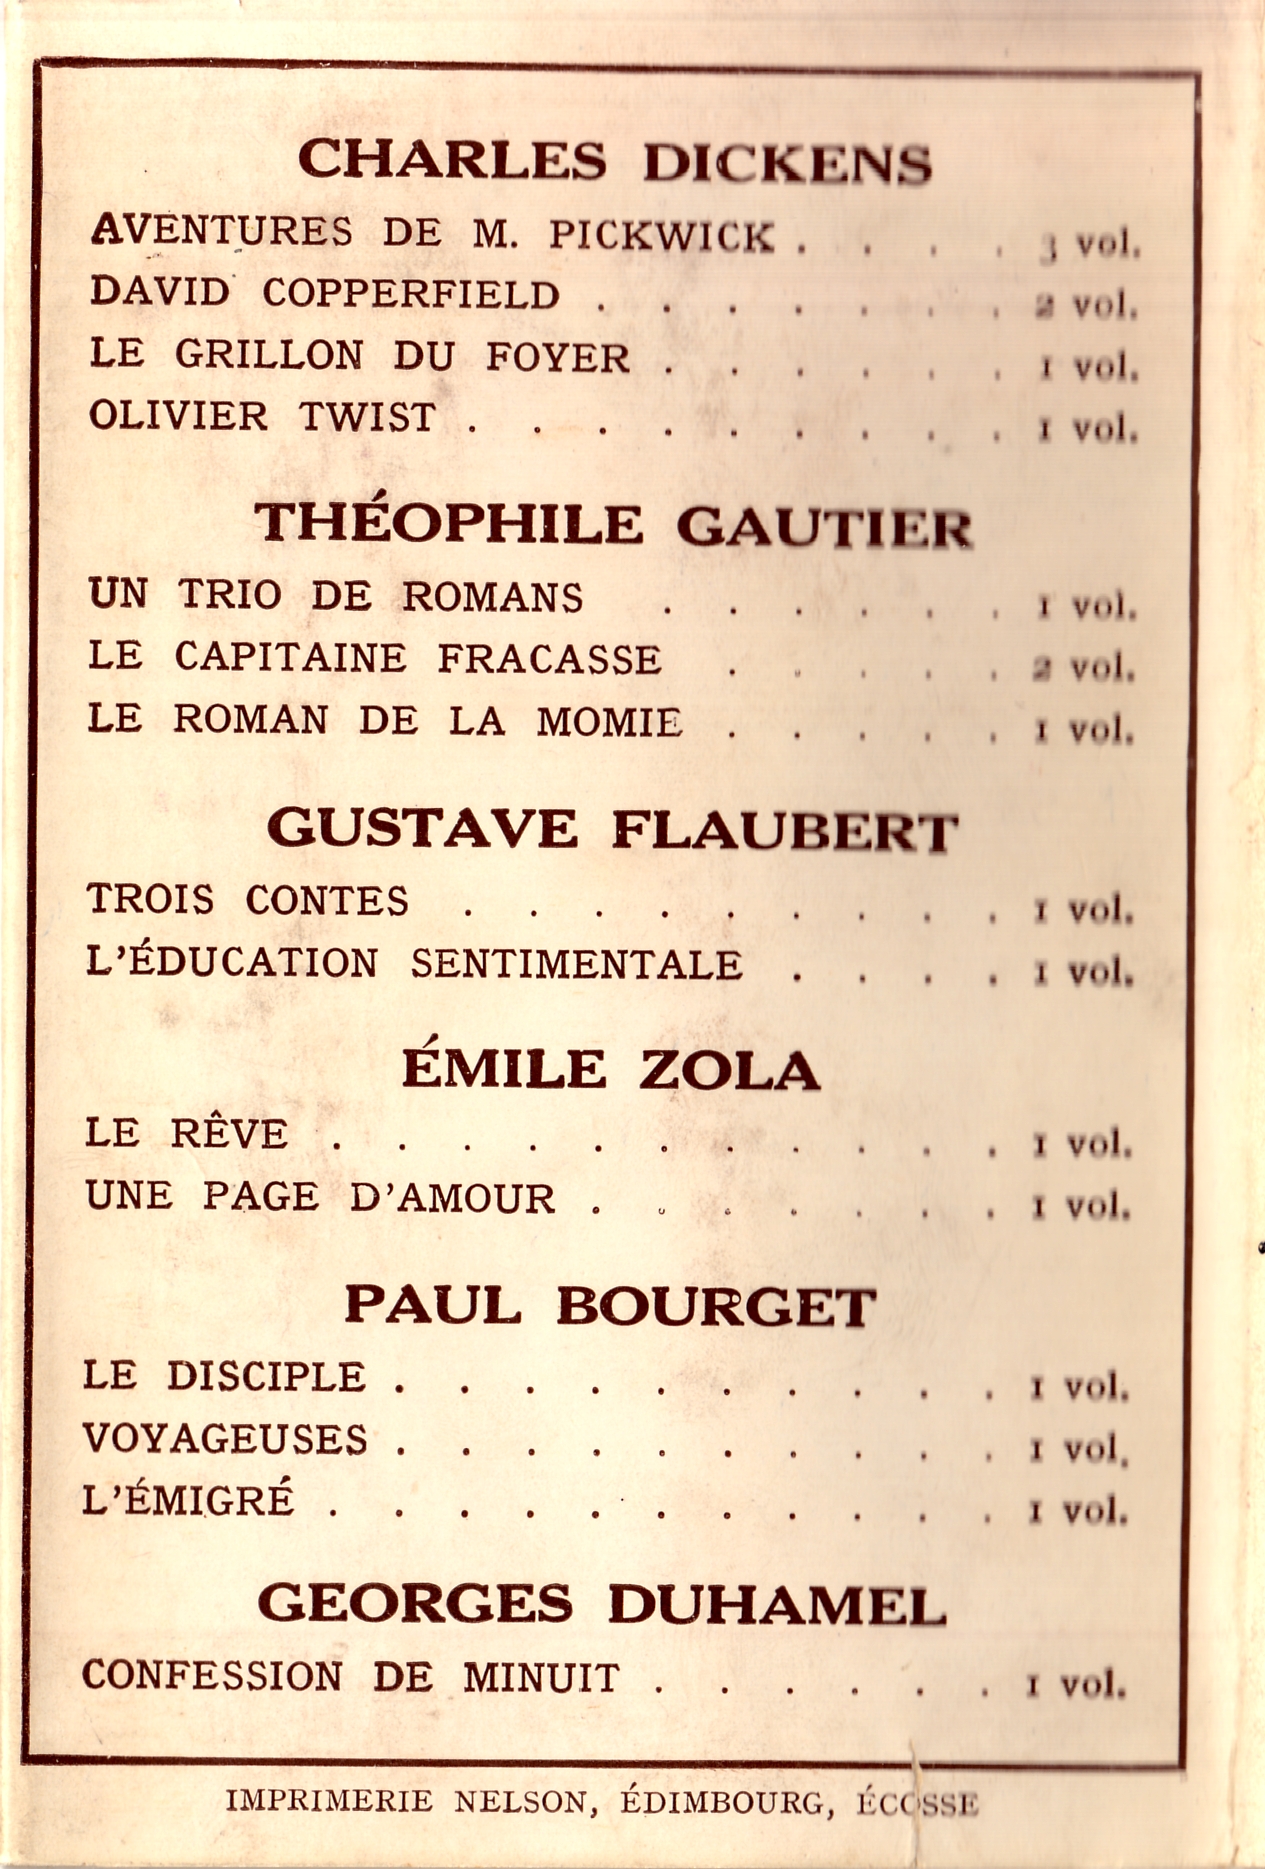 CHARLES DICKENS
AVENTURES DE M. PICKWICK . . . . 3 vol.
DAVID COPPERFIELD . . . . . . . 2 vol.
LE GRILLON DU FOYER . . . . . . 1 vol.
OLIVIER TWIST . . . . . . . . . 1 vol.
THÉOPHILE GAUTIER
UN TRIO DE ROMANS . . . . . . 1 vol.
LE CAPITAINE FRACASSE . . . . . 2 vol.
LE ROMAN DE LA MOMIE . . . . . 1 vol.
GUSTAVE FLAUBERT
TROIS CONTES . . . . . . . . . 1 vol.
L'ÉDUCATION SENTIMENTALE . . . . 1 vol.
ÉMILE ZOLA
LE RÊVE . . . . . . . . . . . 1 vol.
UNE PAGE D'AMOUR . . . . . . . 1 vol.
PAUL BOURGET
LE DISCIPLE . . . . . . . . . . 1 vol.
VOYAGEUSES . . . . . . . . . . 1 vol.
L'ÉMIGRÉ . . . . . . . . . . . 1 vol.
GEORGES DUHAMEL
CONFESSION DE MINUIT . . . . . . 1 vol.
IMPRIMERIE NELSON, ÉDIMBOURG, ÉCOSSE